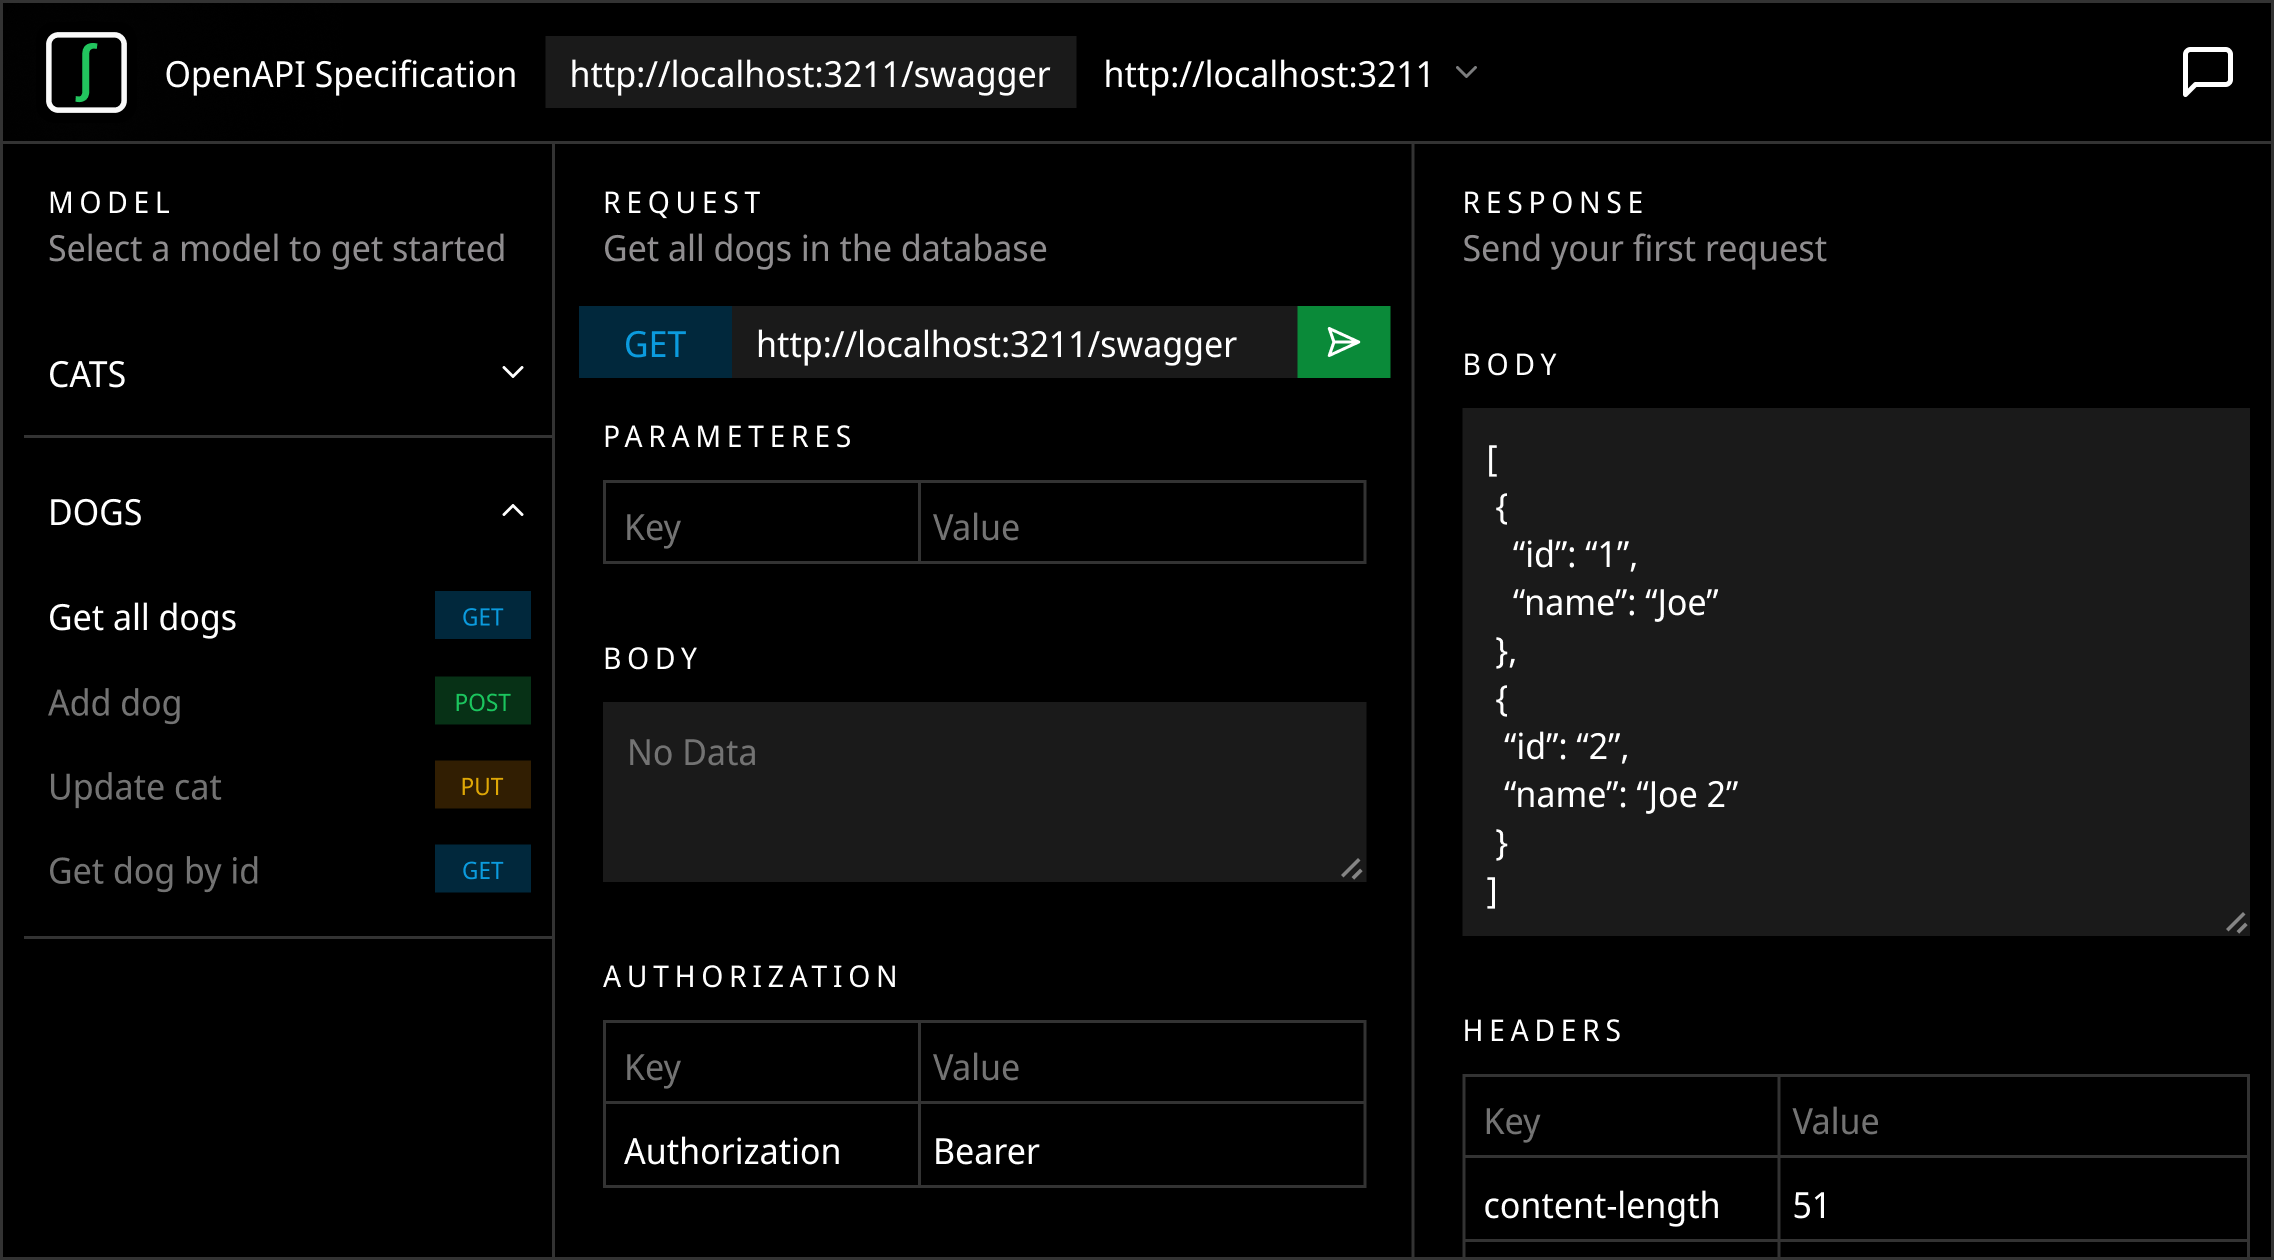 ∫
OpenAPI Specification http://localhost:3211/swagger http://localhost:3211
MODEL
Select a model to get started
CATS
DOGS
Get all dogs GET
Add dog POST
Update cat PUT
Get dog by id GET
REQUEST
Get all dogs in the database
GET http://localhost:3211/swagger
PARAMETERES
Key Value
BODY
No Data
AUTHORIZATION
Key Value
Authorization Bearer
RESPONSE
Send your first request
BODY
[
{
“id”: “1”,
“name”: “Joe”
},
{
“id”: “2”,
“name”: “Joe 2”
}
]
HEADERS
Key Value
content-length 51